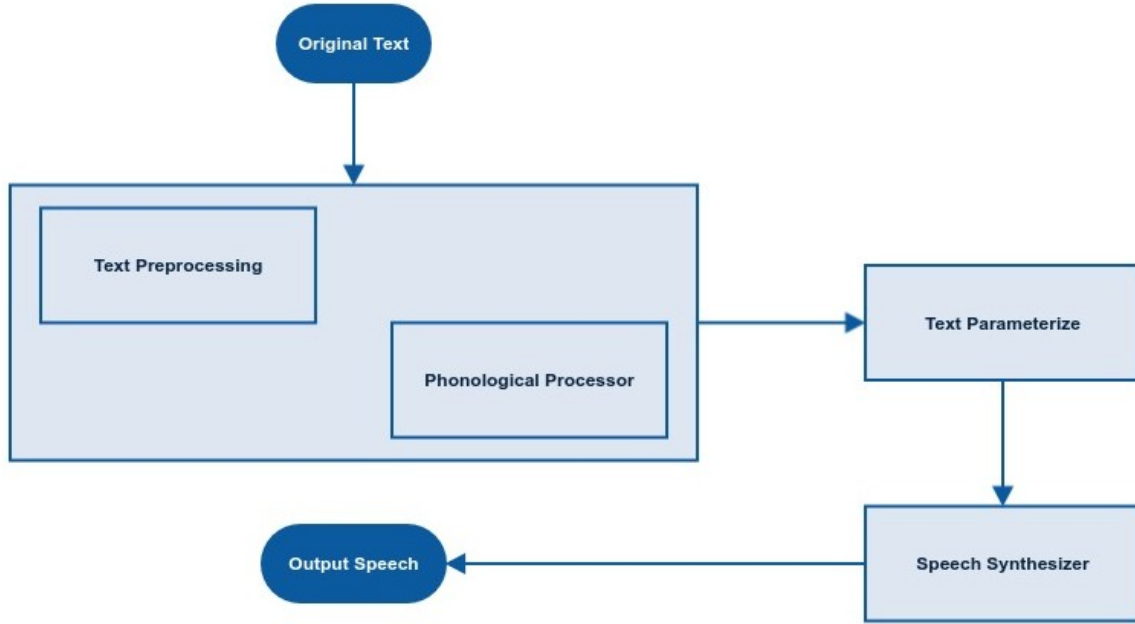 Original Text
Text Preprocessing
Phonological Processor
Text Parameterize
Speech Synthesizer
Output Speech